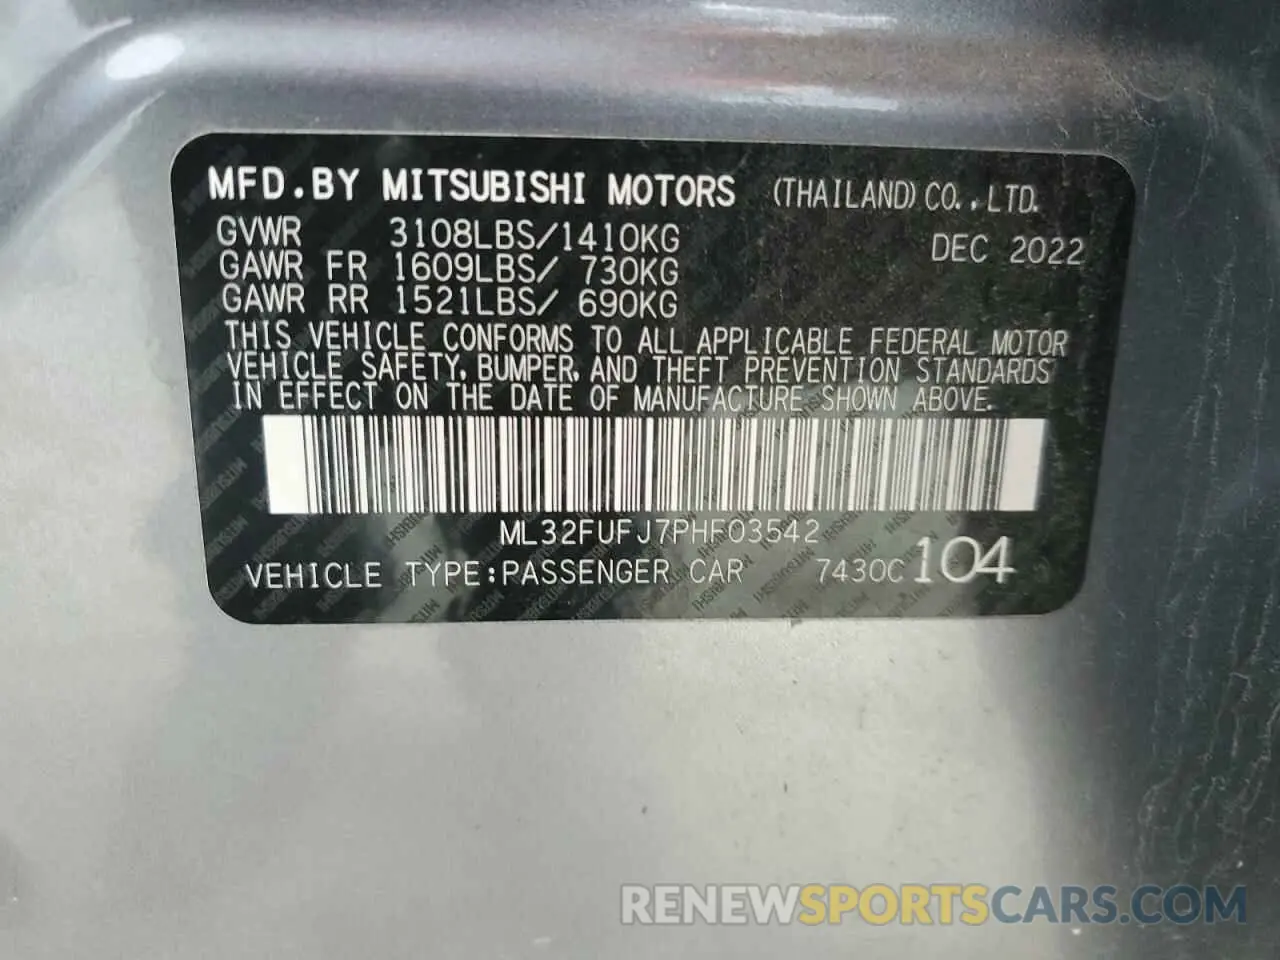 MFD.BY MITSUBISHI MOTORS (THAILAND) CO.,LTD.
GVWR 3108LBS/1410KG DEC 2022
GAWR FR 1609LBS/ 730KG
GAWR RR 1521LBS/ 690KG
THIS VEHICLE CONFORMS TO ALL APPLICABLE FEDERAL MOTOR
VEHICLE SAFETY, BUMPER, AND THEFT PREVENTION STANDARDS
IN EFFECT ON THE DATE OF MANUFACTURE SHOWN ABOVE.
ML32FUFJ7PHF03542
VEHICLE TYPE:PASSENGER CAR 7430C 104
RENEWSPORTSCARS.COM